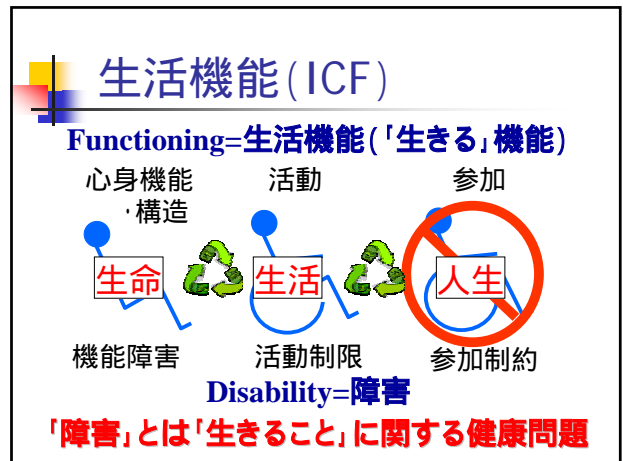 生活機能(ICF)
Functioning=生活機能(｢生きる｣機能)
心身機能・構造
活動
参加
生命
生活
人生
機能障害
活動制限
参加制約
Disability=障害
｢障害｣とは｢生きること｣に関する健康問題